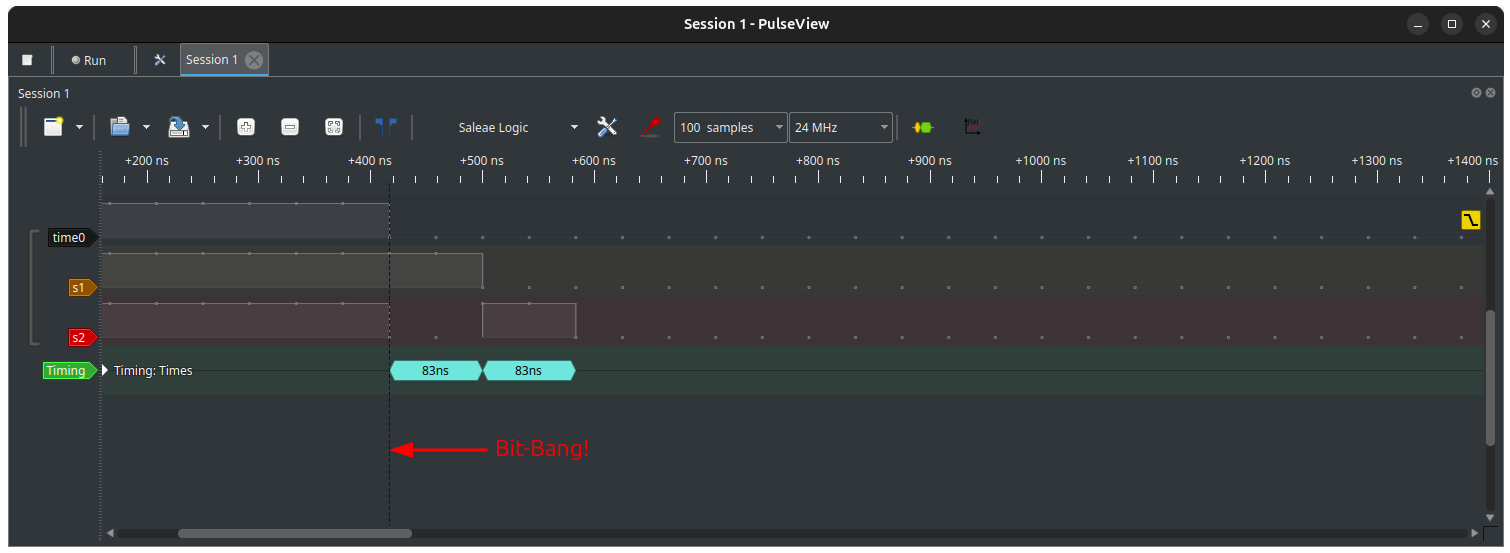 Session 1 - PulseView
Run
Session 1
Session 1
Saleae Logic
100 samples
24 MHz
+200 ns +300 ns +400 ns +500 ns +600 ns +700 ns +800 ns +900 ns +1000 ns +1100 ns +1200 ns +1300 ns +1400 ns
time0
s1
s2
Timing
Timing: Times
83ns
83ns
Bit-Bang!